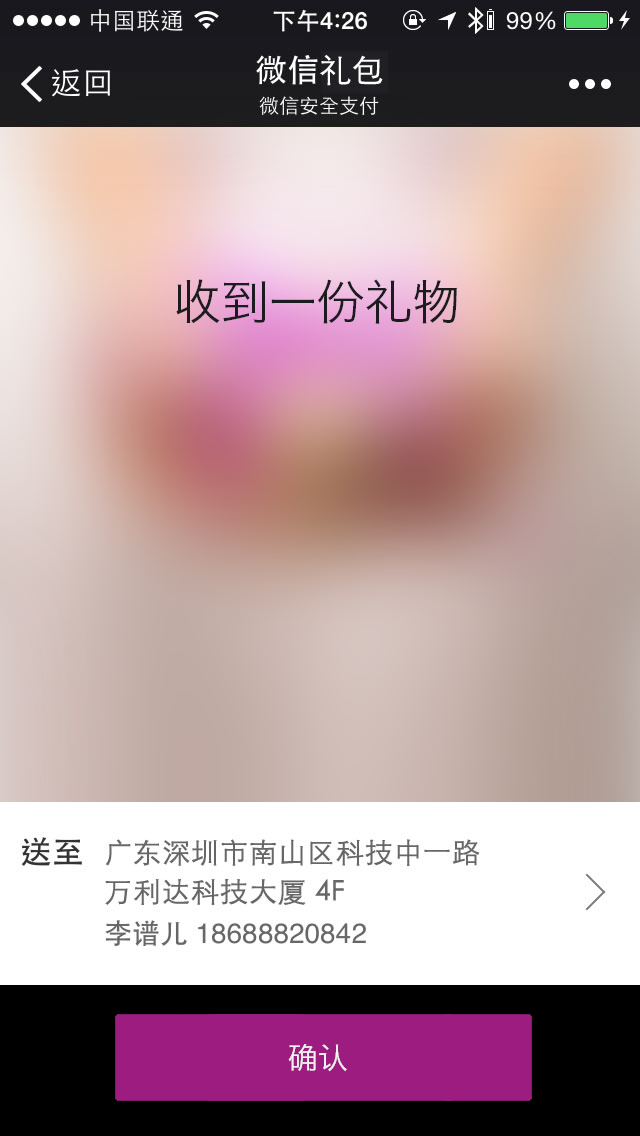 中国联通 下午4:26 99%
返回 微信礼包
微信安全支付
收到一份礼物
送至 广东深圳市南山区科技中一路
万利达科技大厦 4F
李谱儿 18688820842
确认